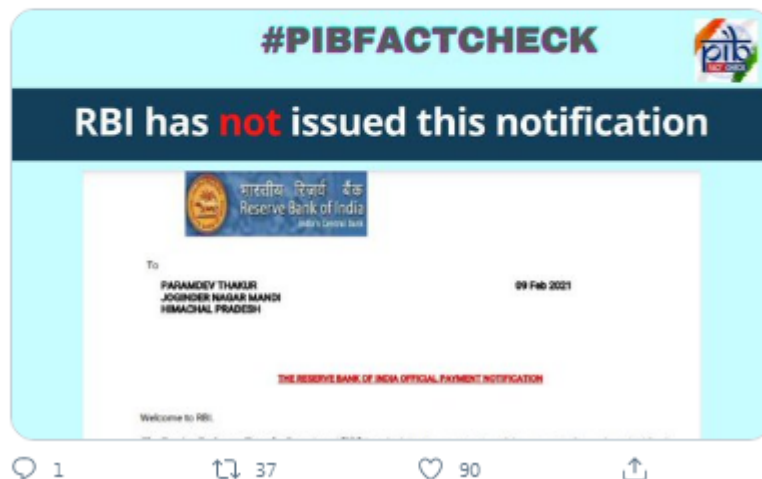 #PIBFACTCHECK
pib
FACT CHECK
RBI has not issued this notification
भारतीय रिज़र्व बैंक
Reserve Bank of India
India's Central Bank
To
PARAMDEV THAKUR
09 Feb 2021
JOGINDER NAGAR MANDI
HIMACHAL PRADESH
THE RESERVE BANK OF INDIA OFFICIAL PAYMENT NOTIFICATION
Welcome to RBI.
1 37 90